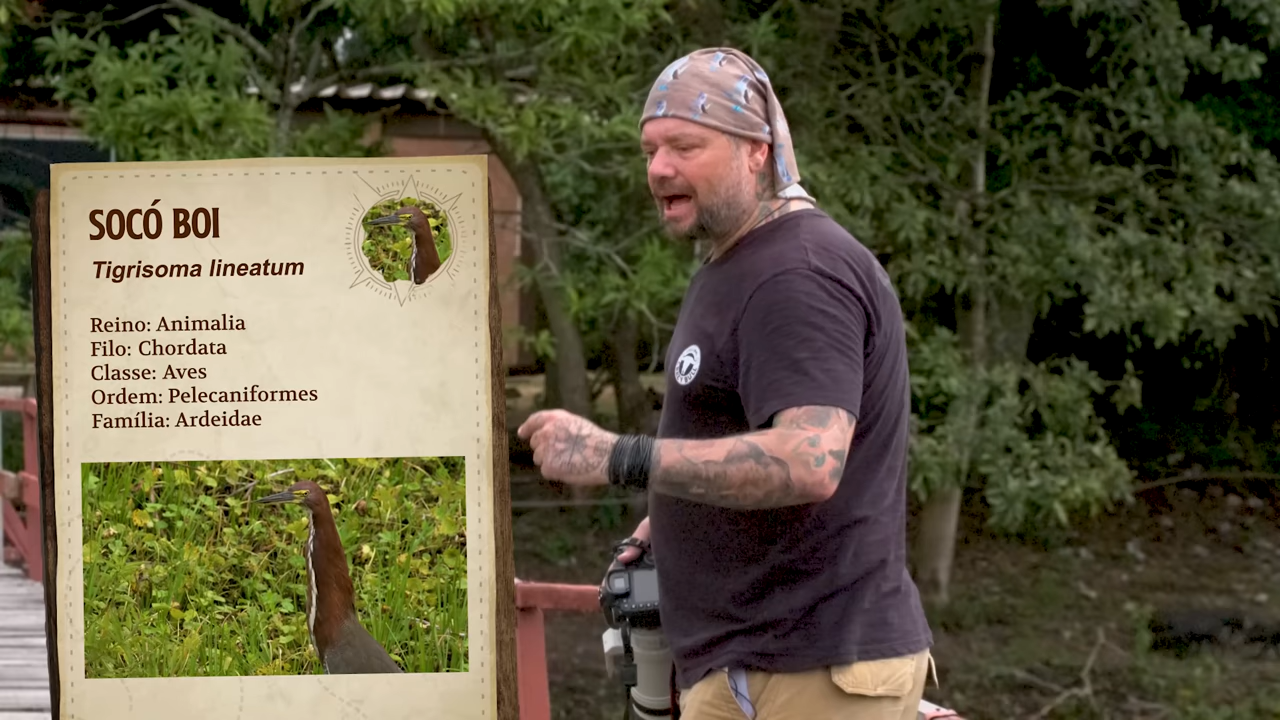 SOCÓ BOI
Tigrisoma lineatum
Reino: Animalia
Filo: Chordata
Classe: Aves
Ordem: Pelecaniformes
Família: Ardeidae